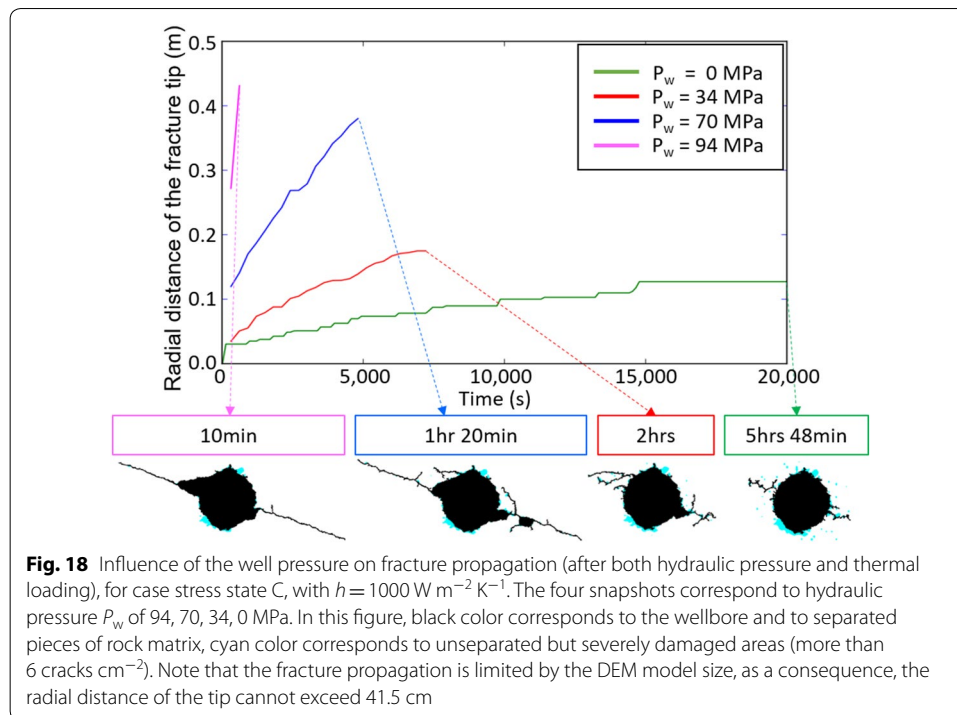 Radial distance of the fracture tip (m)
0.5
0.4
0.3
0.2
0.1
0.0
P_w = 0 MPa
P_w = 34 MPa
P_w = 70 MPa
P_w = 94 MPa
0
5,000
10,000
15,000
20,000
Time (s)
10min
1hr 20min
2hrs
5hrs 48min
Fig. 18 Influence of the well pressure on fracture propagation (after both hydraulic pressure and thermal
loading), for case stress state C, with h = 1000 W m⁻² K⁻¹. The four snapshots correspond to hydraulic
pressure P_w of 94, 70, 34, 0 MPa. In this figure, black color corresponds to the wellbore and to separated
pieces of rock matrix, cyan color corresponds to unseparated but severely damaged areas (more than
6 cracks cm⁻²). Note that the fracture propagation is limited by the DEM model size, as a consequence, the
radial distance of the tip cannot exceed 41.5 cm